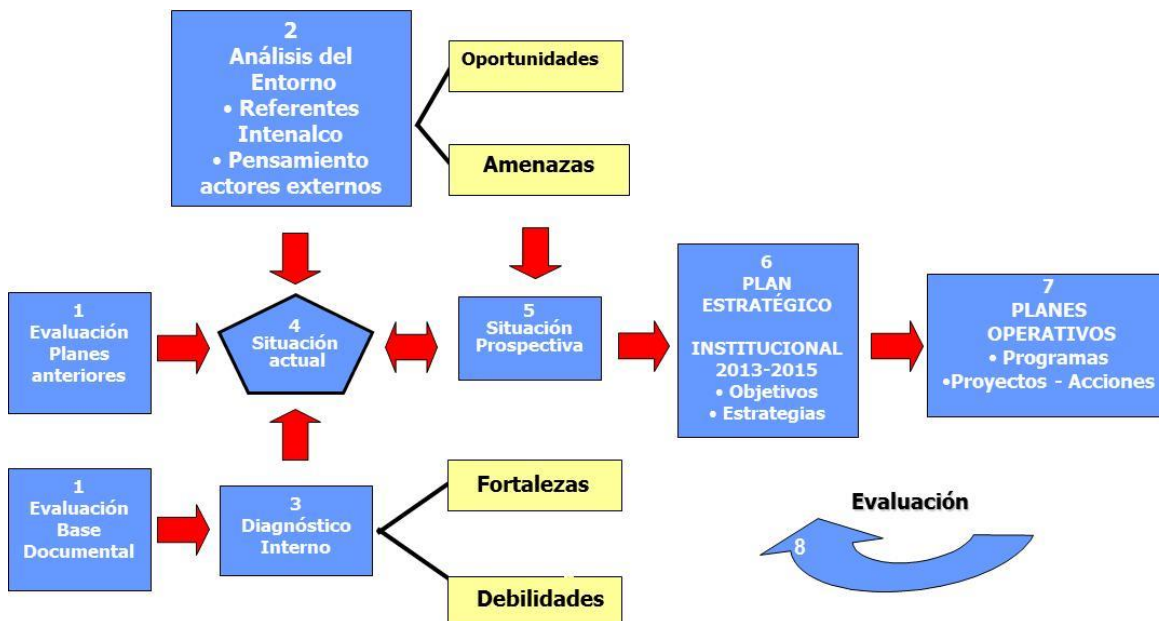 2
Análisis del
Entorno
• Referentes
Intenalco
• Pensamiento
actores externos
Oportunidades
Amenazas
1
Evaluación
Planes
anteriores
4
Situación
actual
5
Situación
Prospectiva
6
PLAN
ESTRATÉGICO
INSTITUCIONAL
2013-2015
• Objetivos
• Estrategias
7
PLANES
OPERATIVOS
• Programas
•Proyectos - Acciones
1
Evaluación
Base
Documental
3
Diagnóstico
Interno
Fortalezas
Debilidades
Evaluación
8